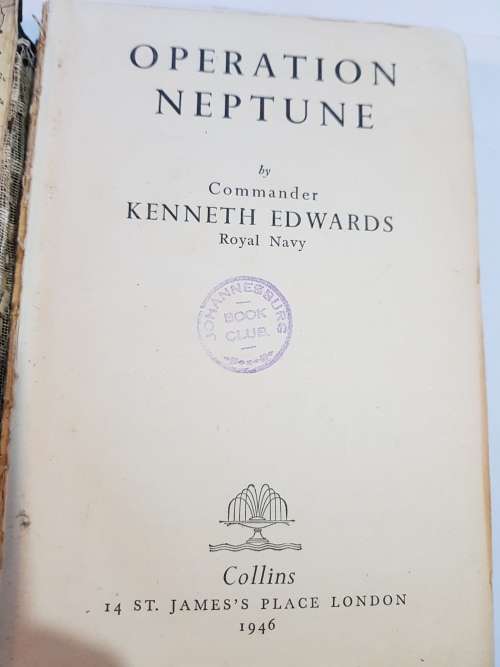 OPERATION
NEPTUNE
by
Commander
KENNETH EDWARDS
Royal Navy
JOHANNESBURG
BOOK
CLUB.
Collins
14 ST. JAMES'S PLACE LONDON
1946